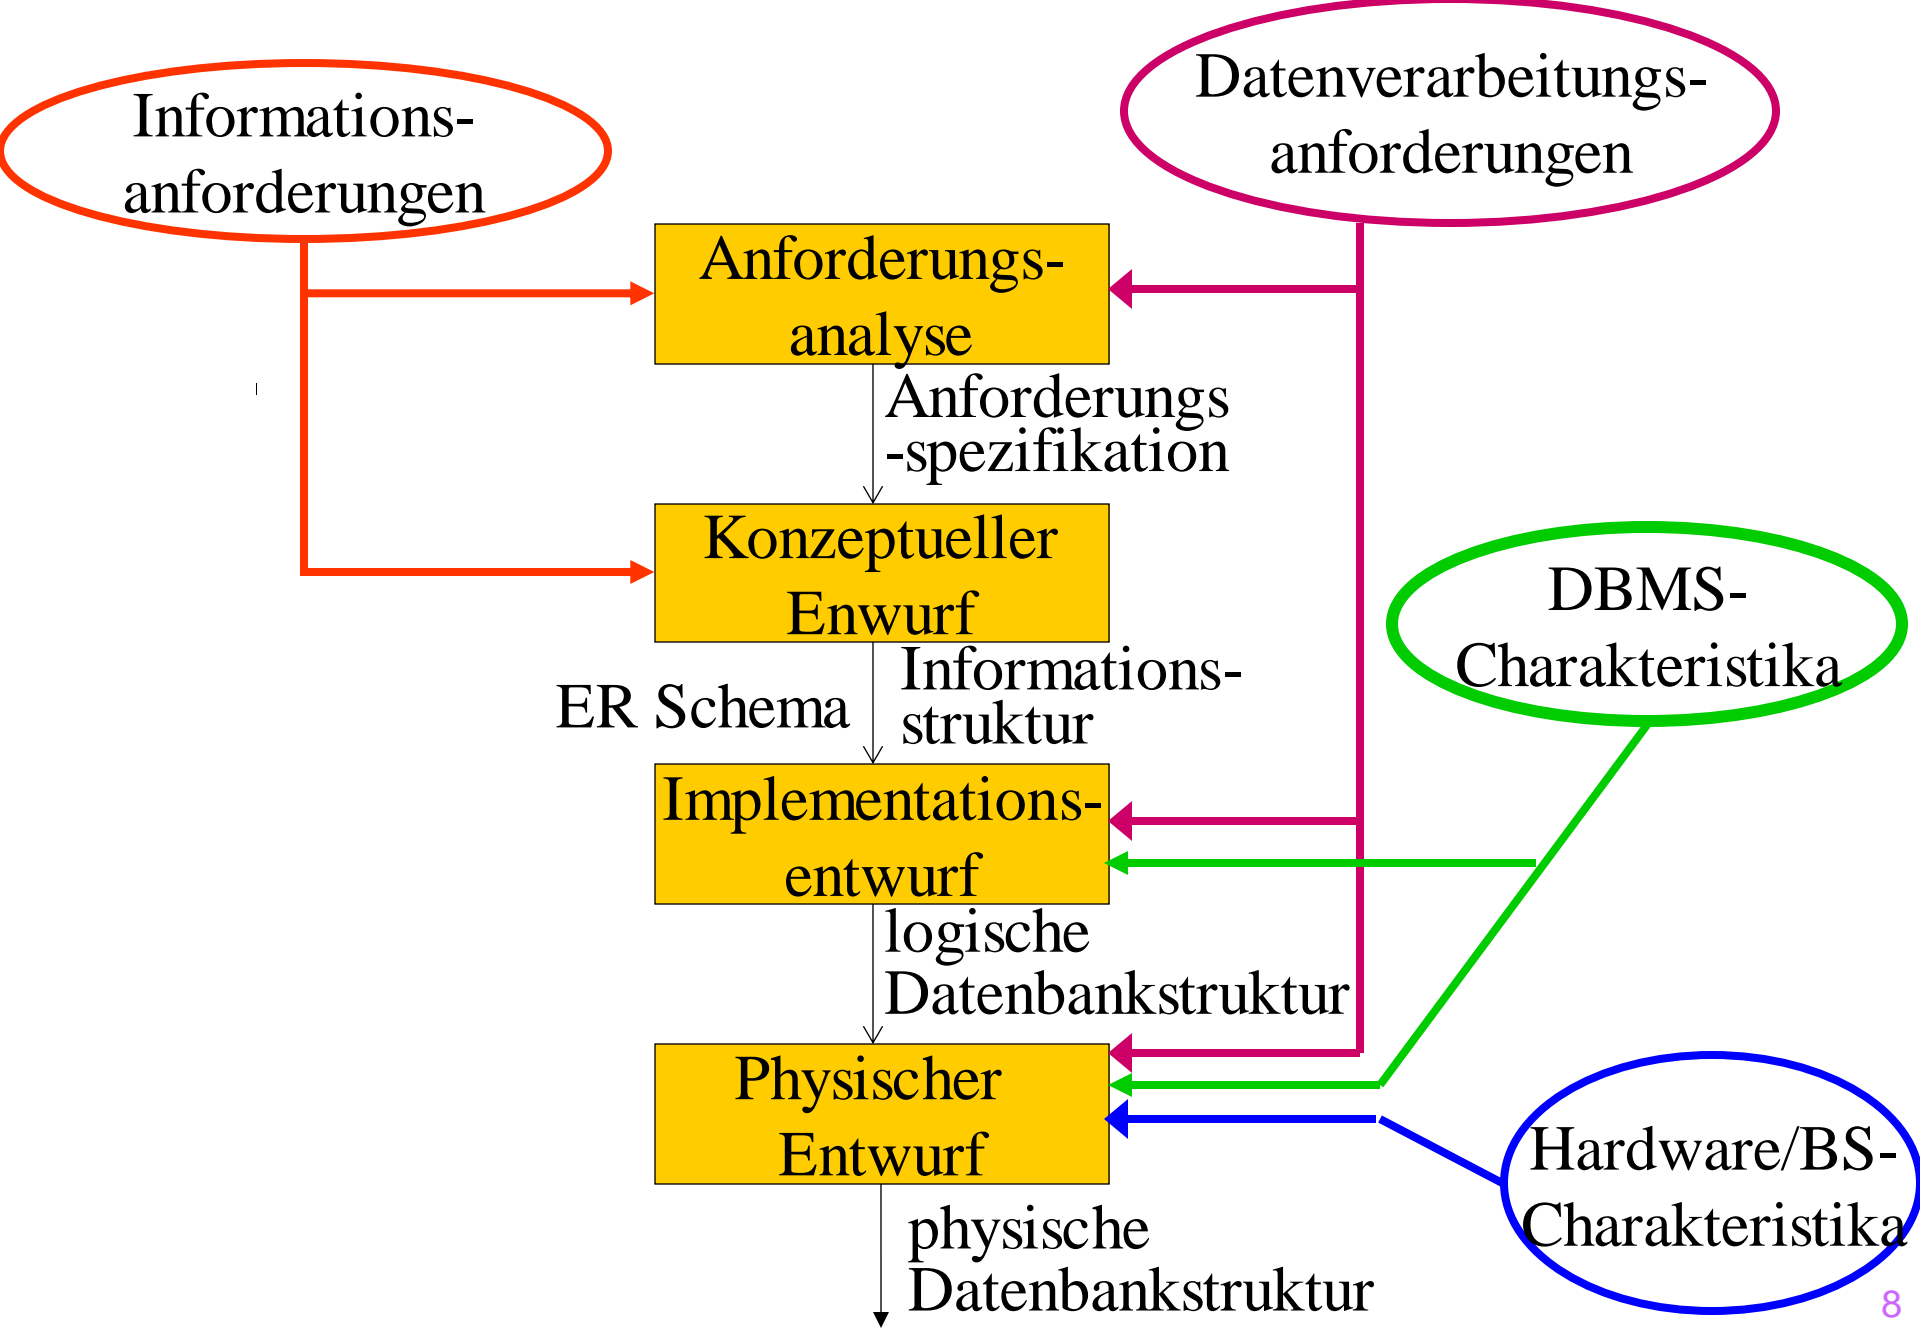 Informations-
anforderungen
Datenverarbeitungs-
anforderungen
Anforderungs-
analyse
Anforderungs
-spezifikation
Konzeptueller
Enwurf
DBMS-
Charakteristika
ER Schema
Informations-
struktur
Implementations-
entwurf
logische
Datenbankstruktur
Physischer
Entwurf
Hardware/BS-
Charakteristika
physische
Datenbankstruktur
8